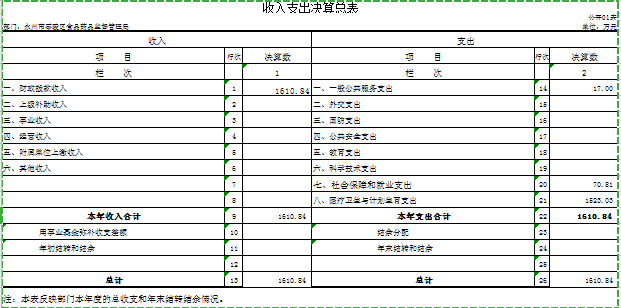 收入支出决算总表
公开01表
部门：永州市零陵区食品药品监督管理局 单位：万元
收入 支出
项 目 行次 决算数 项 目 行次 决算数
栏 次 1 栏 次 2
一、财政拨款收入 1 1610.84 一、一般公共服务支出 14 17.00
二、上级补助收入 2 二、外交支出 15
三、事业收入 3 三、国防支出 16
四、经营收入 4 四、公共安全支出 17
五、附属单位上缴收入 5 五、教育支出 18
六、其他收入 6 六、科学技术支出 19
7 七、社会保障和就业支出 20 70.81
8 八、医疗卫生与计划生育支出 21 1523.03
本年收入合计 9 1610.84 本年支出合计 22 1610.84
用事业基金弥补收支差额 10 结余分配 23
年初结转和结余 11 年末结转和结余 24
12 25
总计 13 1610.84 总计 26 1610.84
注：本表反映部门本年度的总收支和年末结转结余情况。